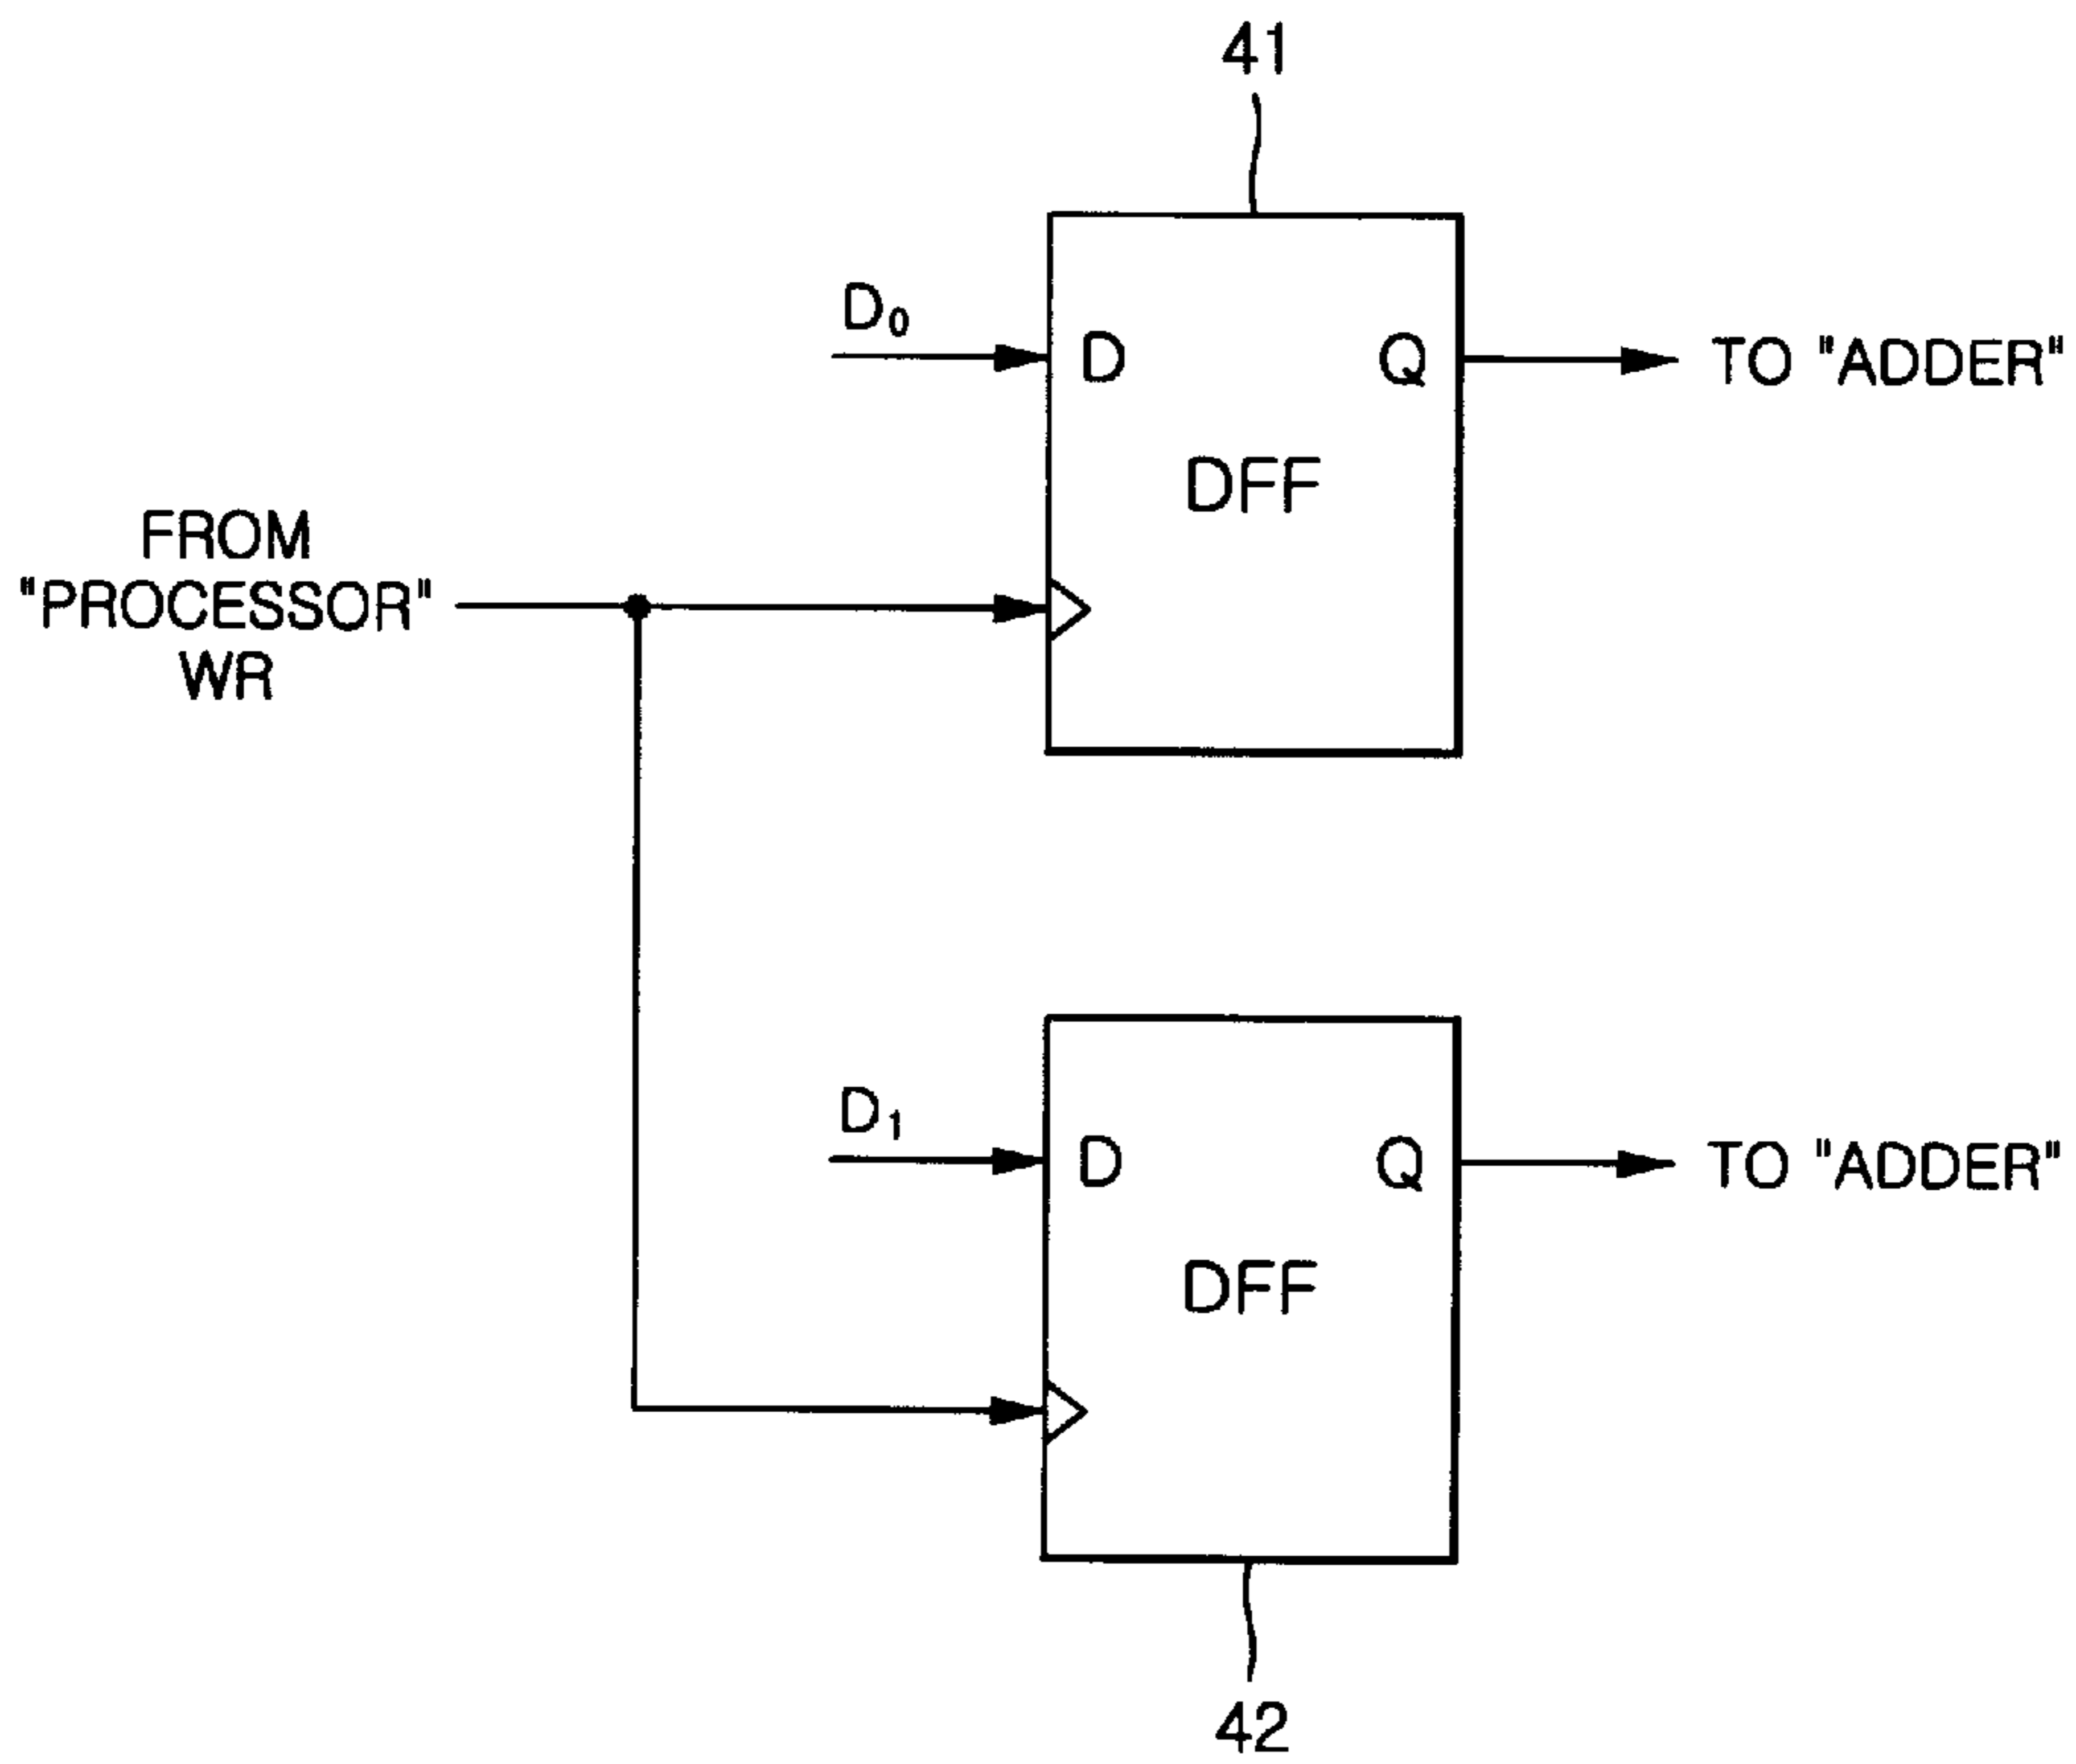 41
D₀
D Q
TO "ADDER"
DFF
FROM
"PROCESSOR"
WR
D₁
D Q
TO "ADDER"
DFF
42